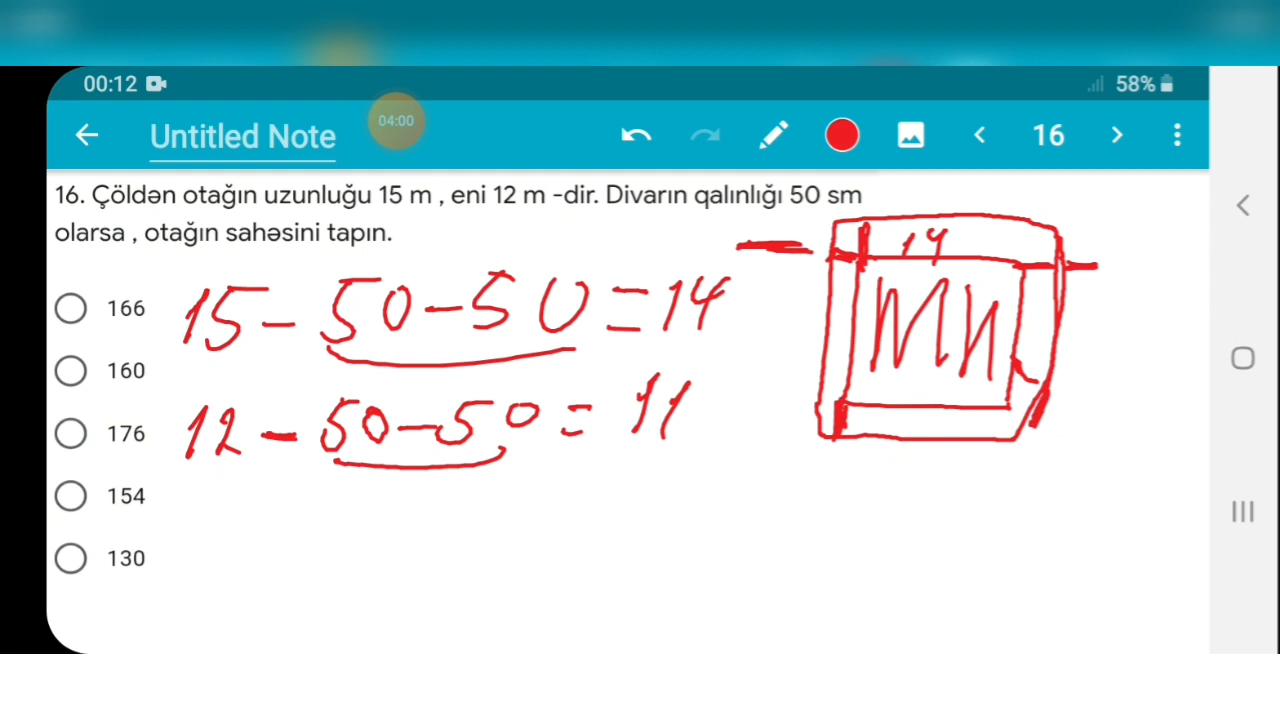 00:12 58%
Untitled Note 04:00 16
16. Çöldən otağın uzunluğu 15 m , eni 12 m -dir. Divarın qalınlığı 50 sm
olarsa , otağın sahəsini tapın.
14
166 15-50-50=14
160
176 12-50-50=11
154
130